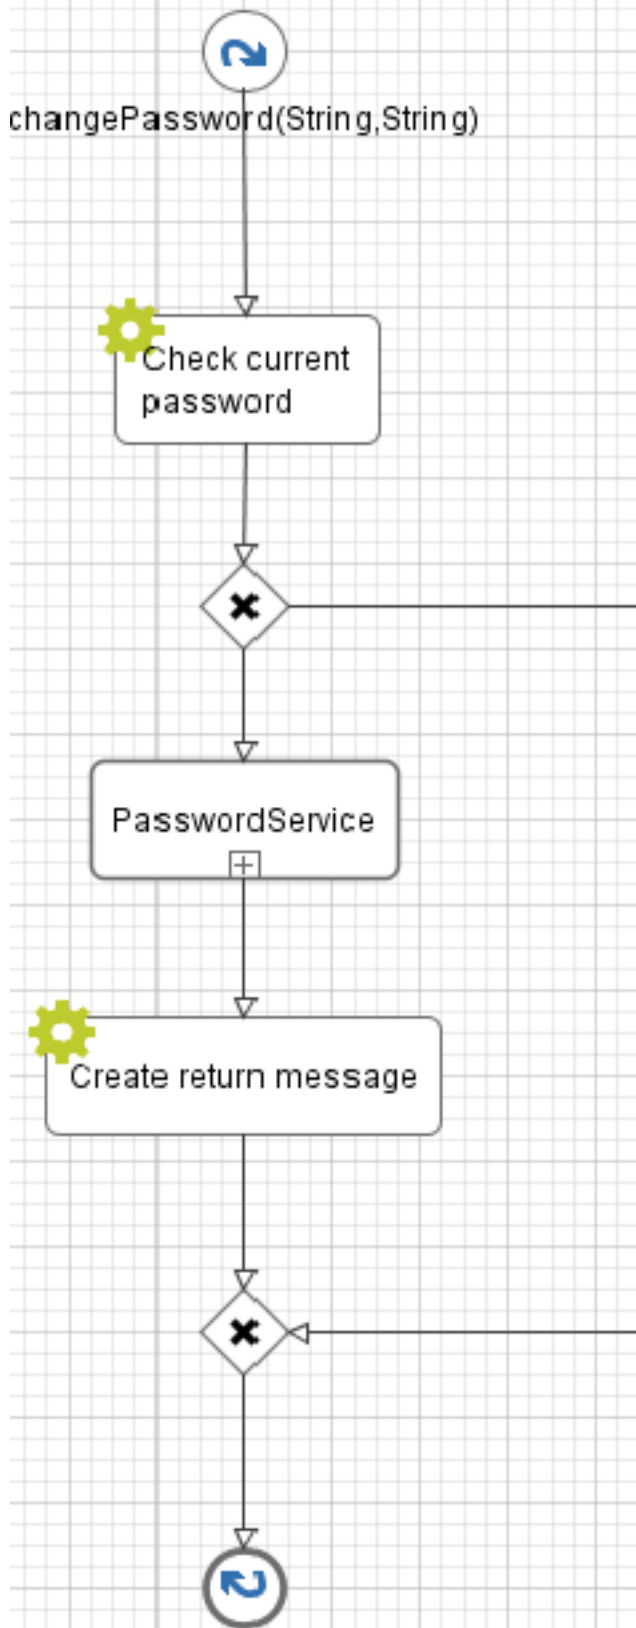 changePassword(String,String)
Check current
password
PasswordService
Create return message